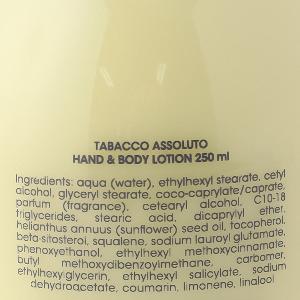 TABACCO ASSOLUTO
HAND & BODY LOTION 250 ml
Ingredients: aqua (water), ethylhexyl stearate, cetyl
alcohol, glyceryl stearate, coco-caprylate/caprate,
parfum (fragrance), cetearyl alcohol, C10-18
triglycerides, stearic acid, dicaprylyl ether,
helianthus annuus (sunflower) seed oil, tocopherol,
beta-sitosterol, squalene, sodium lauroyl glutamate,
phenoxyethanol, ethylhexyl methoxycinnamate,
butyl methoxydibenzoylmethane, carbomer,
ethylhexylglycerin, ethylhexyl salicylate, sodium
dehydroacetate, coumarin, limonene, linalool